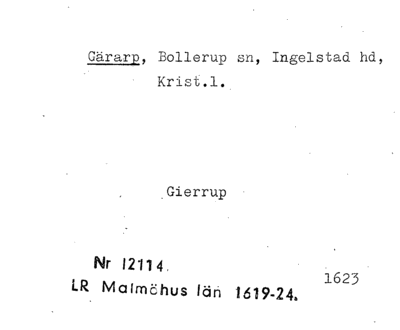 Gärarp, Bollerup sn, Ingelstad hd,
Krist.l.
Gierrup
Nr 12114.
LR Malmöhus län 1619-24.
1623